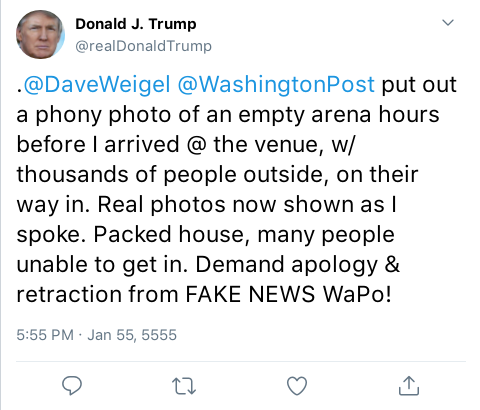 Donald J. Trump
@realDonaldTrump
.@DaveWeigel @WashingtonPost put out
a phony photo of an empty arena hours
before I arrived @ the venue, w/
thousands of people outside, on their
way in. Real photos now shown as I
spoke. Packed house, many people
unable to get in. Demand apology &
retraction from FAKE NEWS WaPo!
5:55 PM · Jan 55, 5555